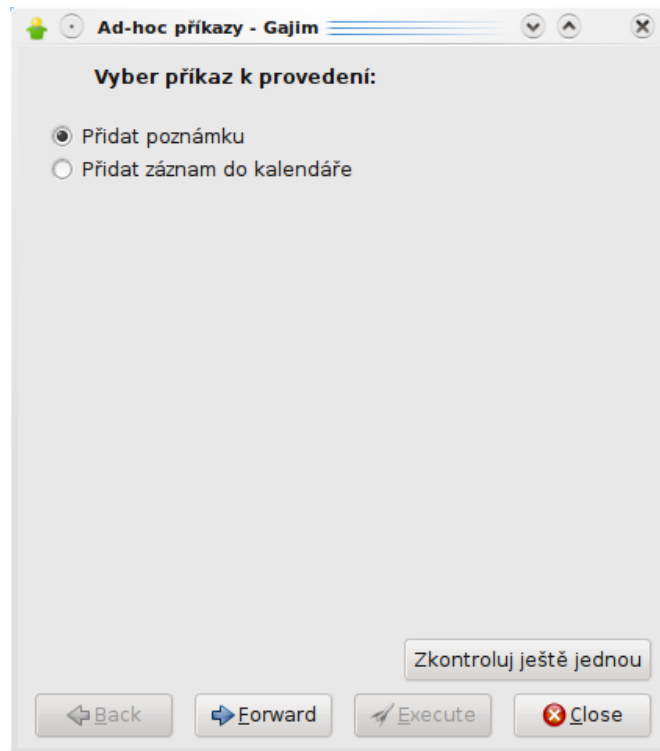 Ad-hoc příkazy - Gajim
Vyber příkaz k provedení:
Přidat poznámku
Přidat záznam do kalendáře
Zkontroluj ještě jednou
Back Forward Execute Close